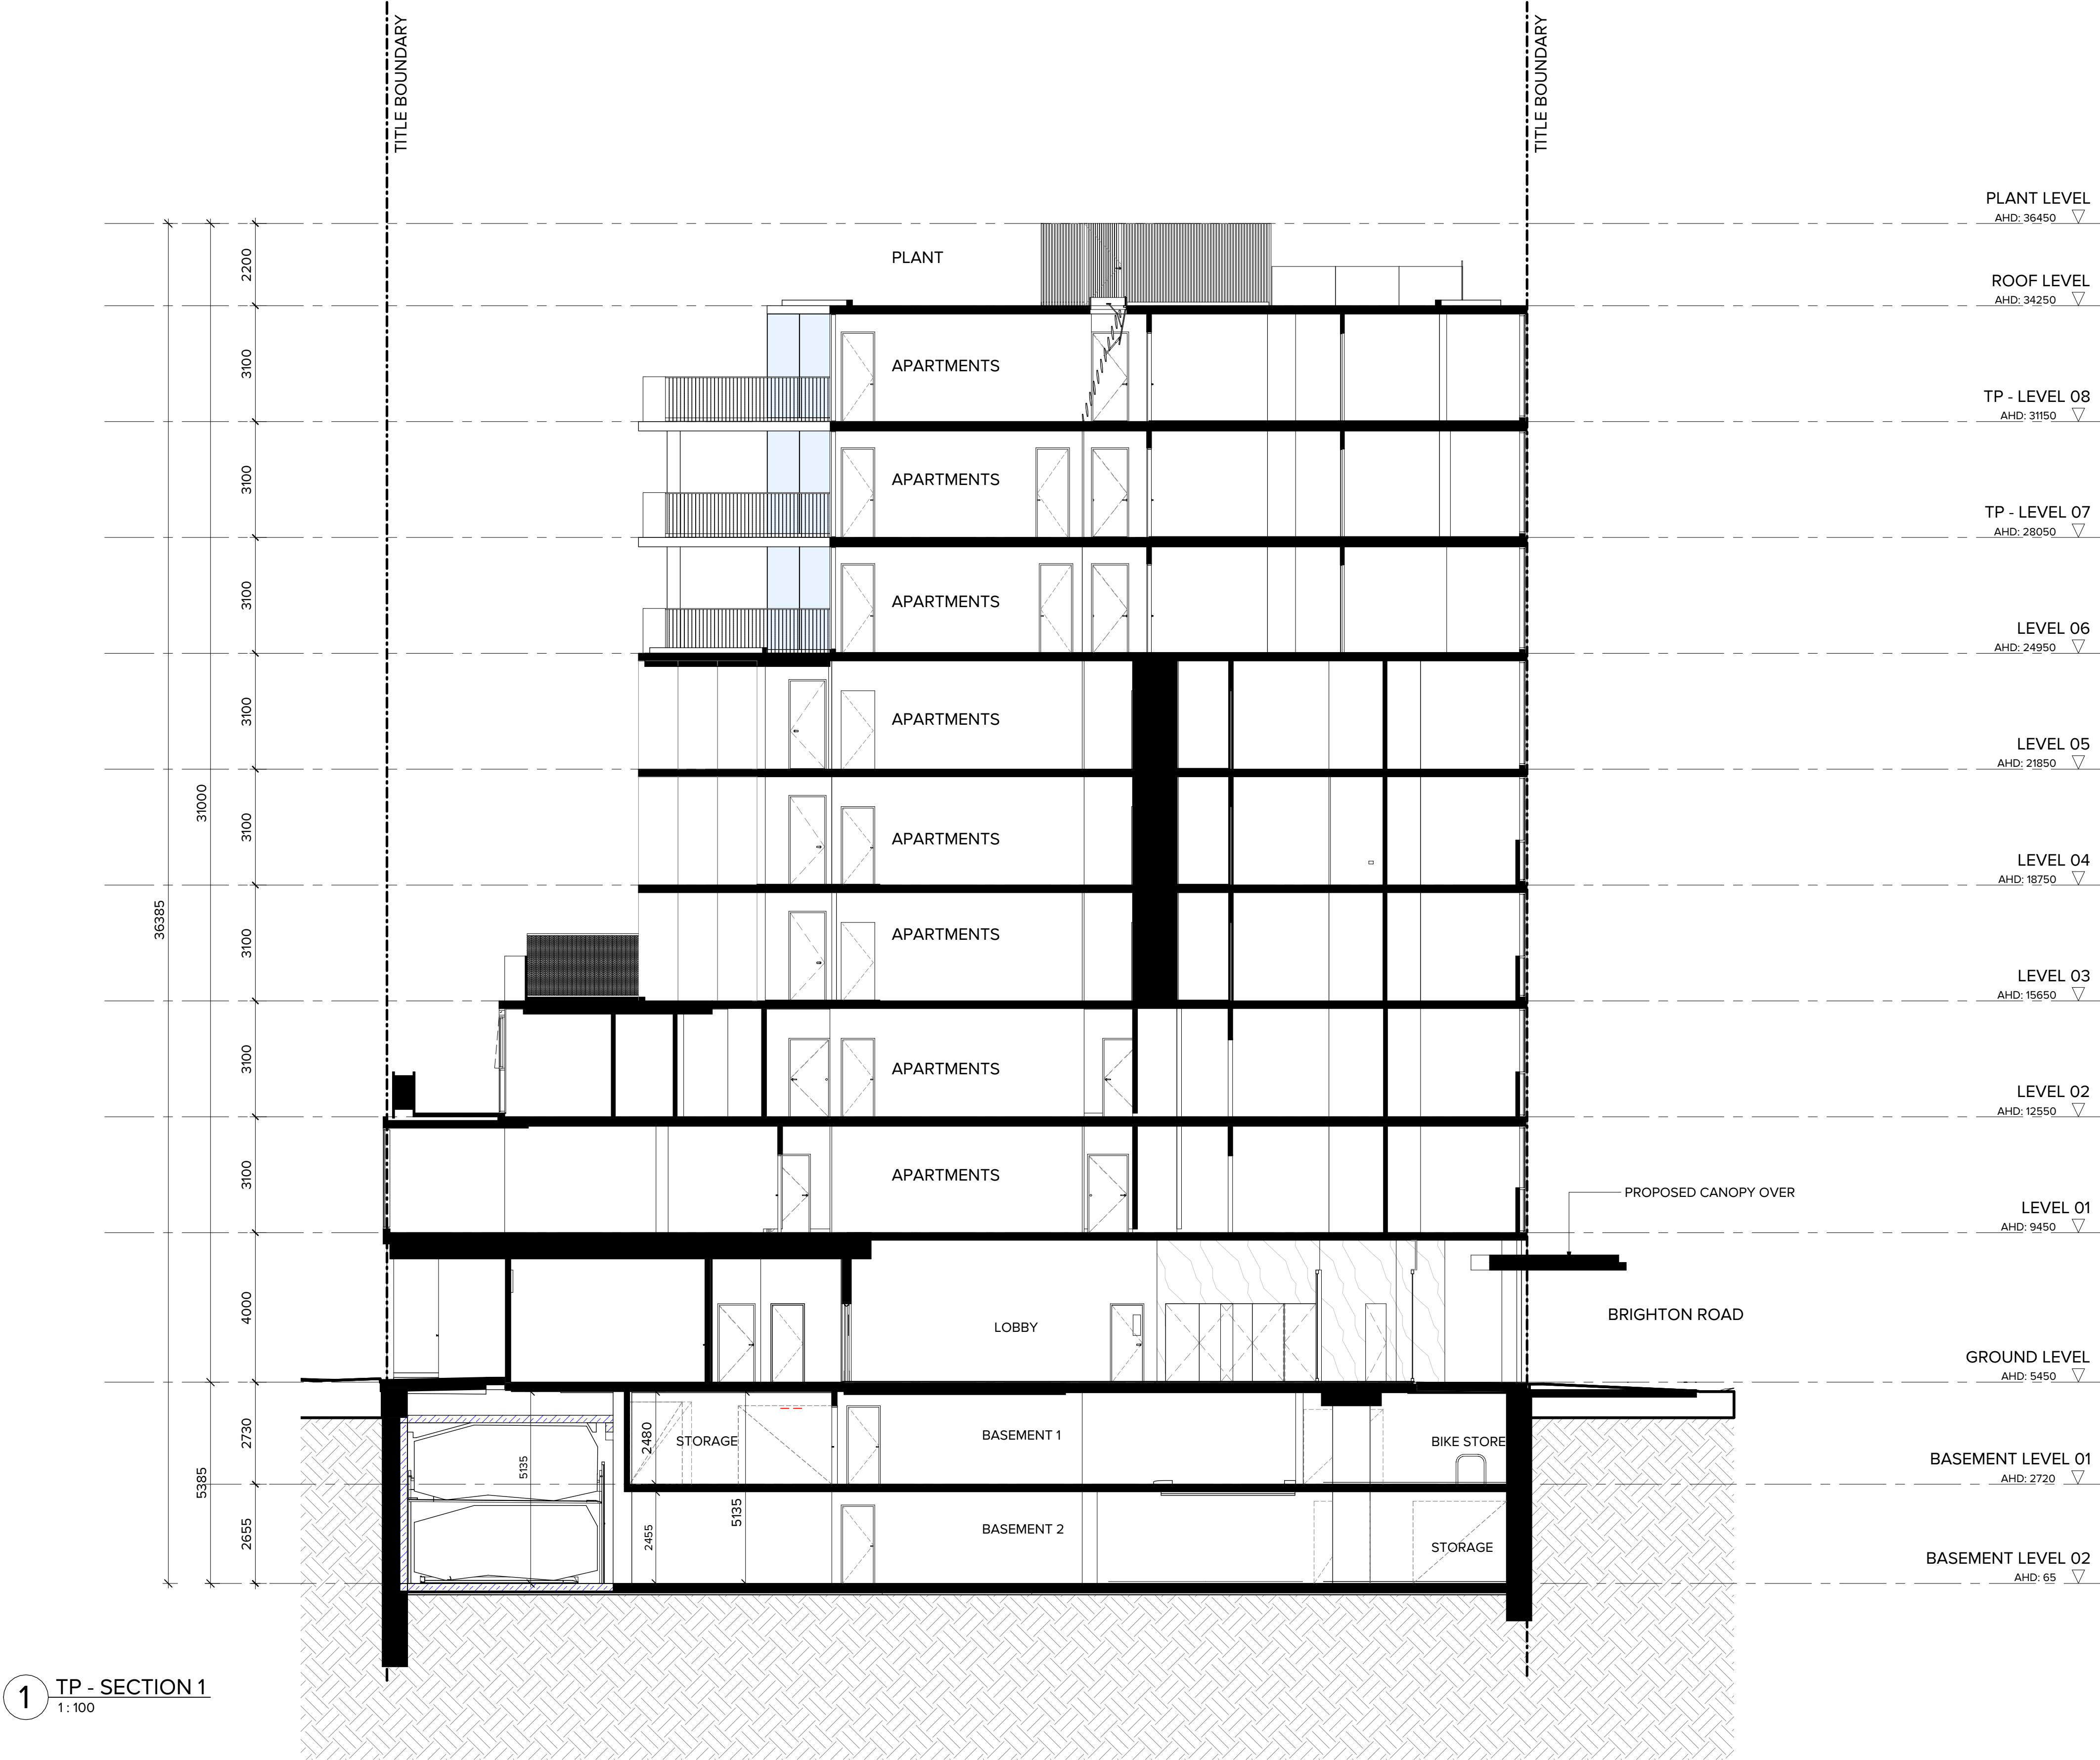 TITLE BOUNDARY
TITLE BOUNDARY
PLANT LEVEL
AHD: 36450
2200
PLANT
ROOF LEVEL
AHD: 34250
3100
APARTMENTS
TP - LEVEL 08
AHD: 31150
3100
APARTMENTS
TP - LEVEL 07
AHD: 28050
3100
APARTMENTS
LEVEL 06
AHD: 24950
3100
APARTMENTS
LEVEL 05
AHD: 21850
31000
3100
APARTMENTS
LEVEL 04
AHD: 18750
36385
3100
APARTMENTS
LEVEL 03
AHD: 15650
3100
APARTMENTS
LEVEL 02
AHD: 12550
3100
APARTMENTS
PROPOSED CANOPY OVER
LEVEL 01
AHD: 9450
4000
LOBBY
BRIGHTON ROAD
GROUND LEVEL
AHD: 5450
2730
STORAGE
2480
BASEMENT 1
BIKE STORE
BASEMENT LEVEL 01
AHD: 2720
5385
5135
5135
2655
2455
BASEMENT 2
STORAGE
BASEMENT LEVEL 02
AHD: 65
1
TP - SECTION 1
1 : 100